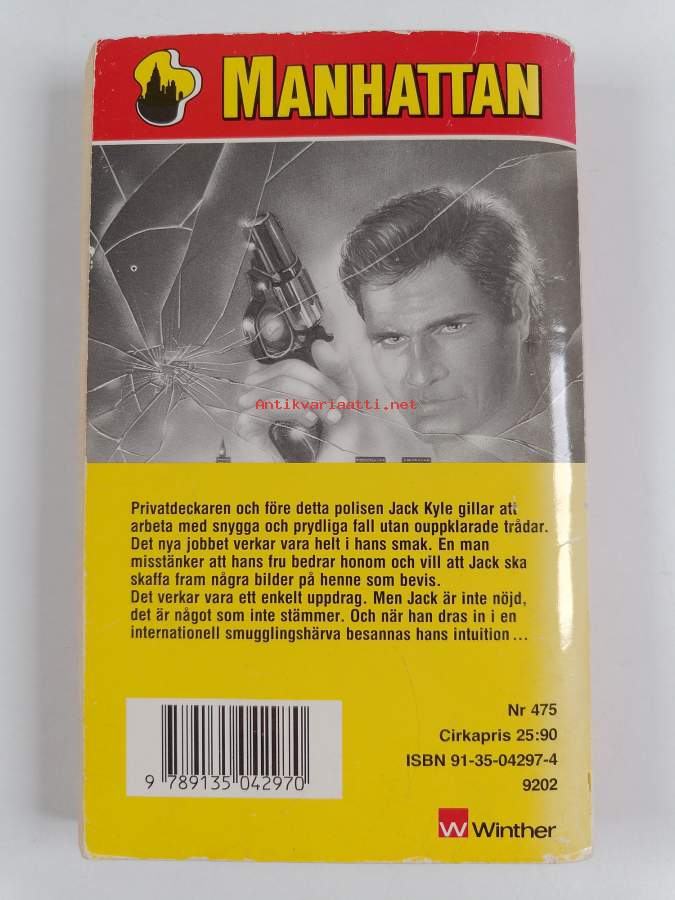 MANHATTAN
Antikvariaatti.net
Privatdeckaren och före detta polisen Jack Kyle gillar att
arbeta med snygga och prydliga fall utan ouppklarade trådar.
Det nya jobbet verkar vara helt i hans smak. En man
misstänker att hans fru bedrar honom och vill att Jack ska
skaffa fram några bilder på henne som bevis.
Det verkar vara ett enkelt uppdrag. Men Jack är inte nöjd,
det är något som inte stämmer. Och när han dras in i en
internationell smugglingshärva besannas hans intuition...
Nr 475
Cirkapris 25:90
ISBN 91-35-04297-4
9202
9 789135 042970
W Winther